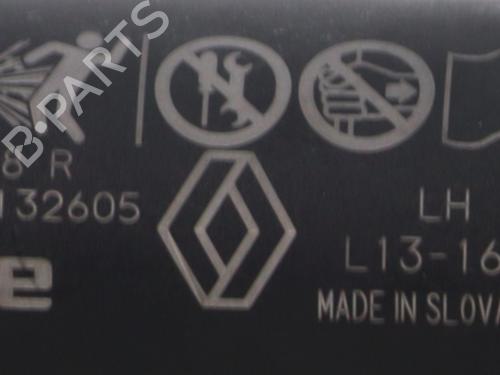 B-PARTS
8 R
132605
LH
L13-16
e
MADE IN SLOVA